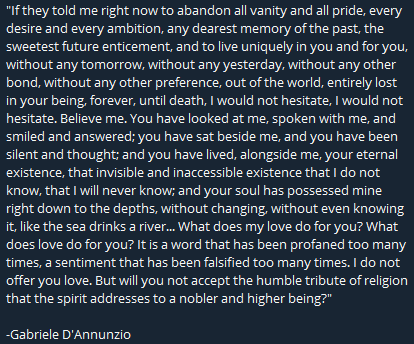 "If they told me right now to abandon all vanity and all pride, every
desire and every ambition, any dearest memory of the past, the
sweetest future enticement, and to live uniquely in you and for you,
without any tomorrow, without any yesterday, without any other
bond, without any other preference, out of the world, entirely lost
in your being, forever, until death, I would not hesitate, I would not
hesitate. Believe me. You have looked at me, spoken with me, and
smiled and answered; you have sat beside me, and you have been
silent and thought; and you have lived, alongside me, your eternal
existence, that invisible and inaccessible existence that I do not
know, that I will never know; and your soul has possessed mine
right down to the depths, without changing, without even knowing
it, like the sea drinks a river... What does my love do for you? What
does love do for you? It is a word that has been profaned too many
times, a sentiment that has been falsified too many times. I do not
offer you love. But will you not accept the humble tribute of religion
that the spirit addresses to a nobler and higher being?"
-Gabriele D'Annunzio